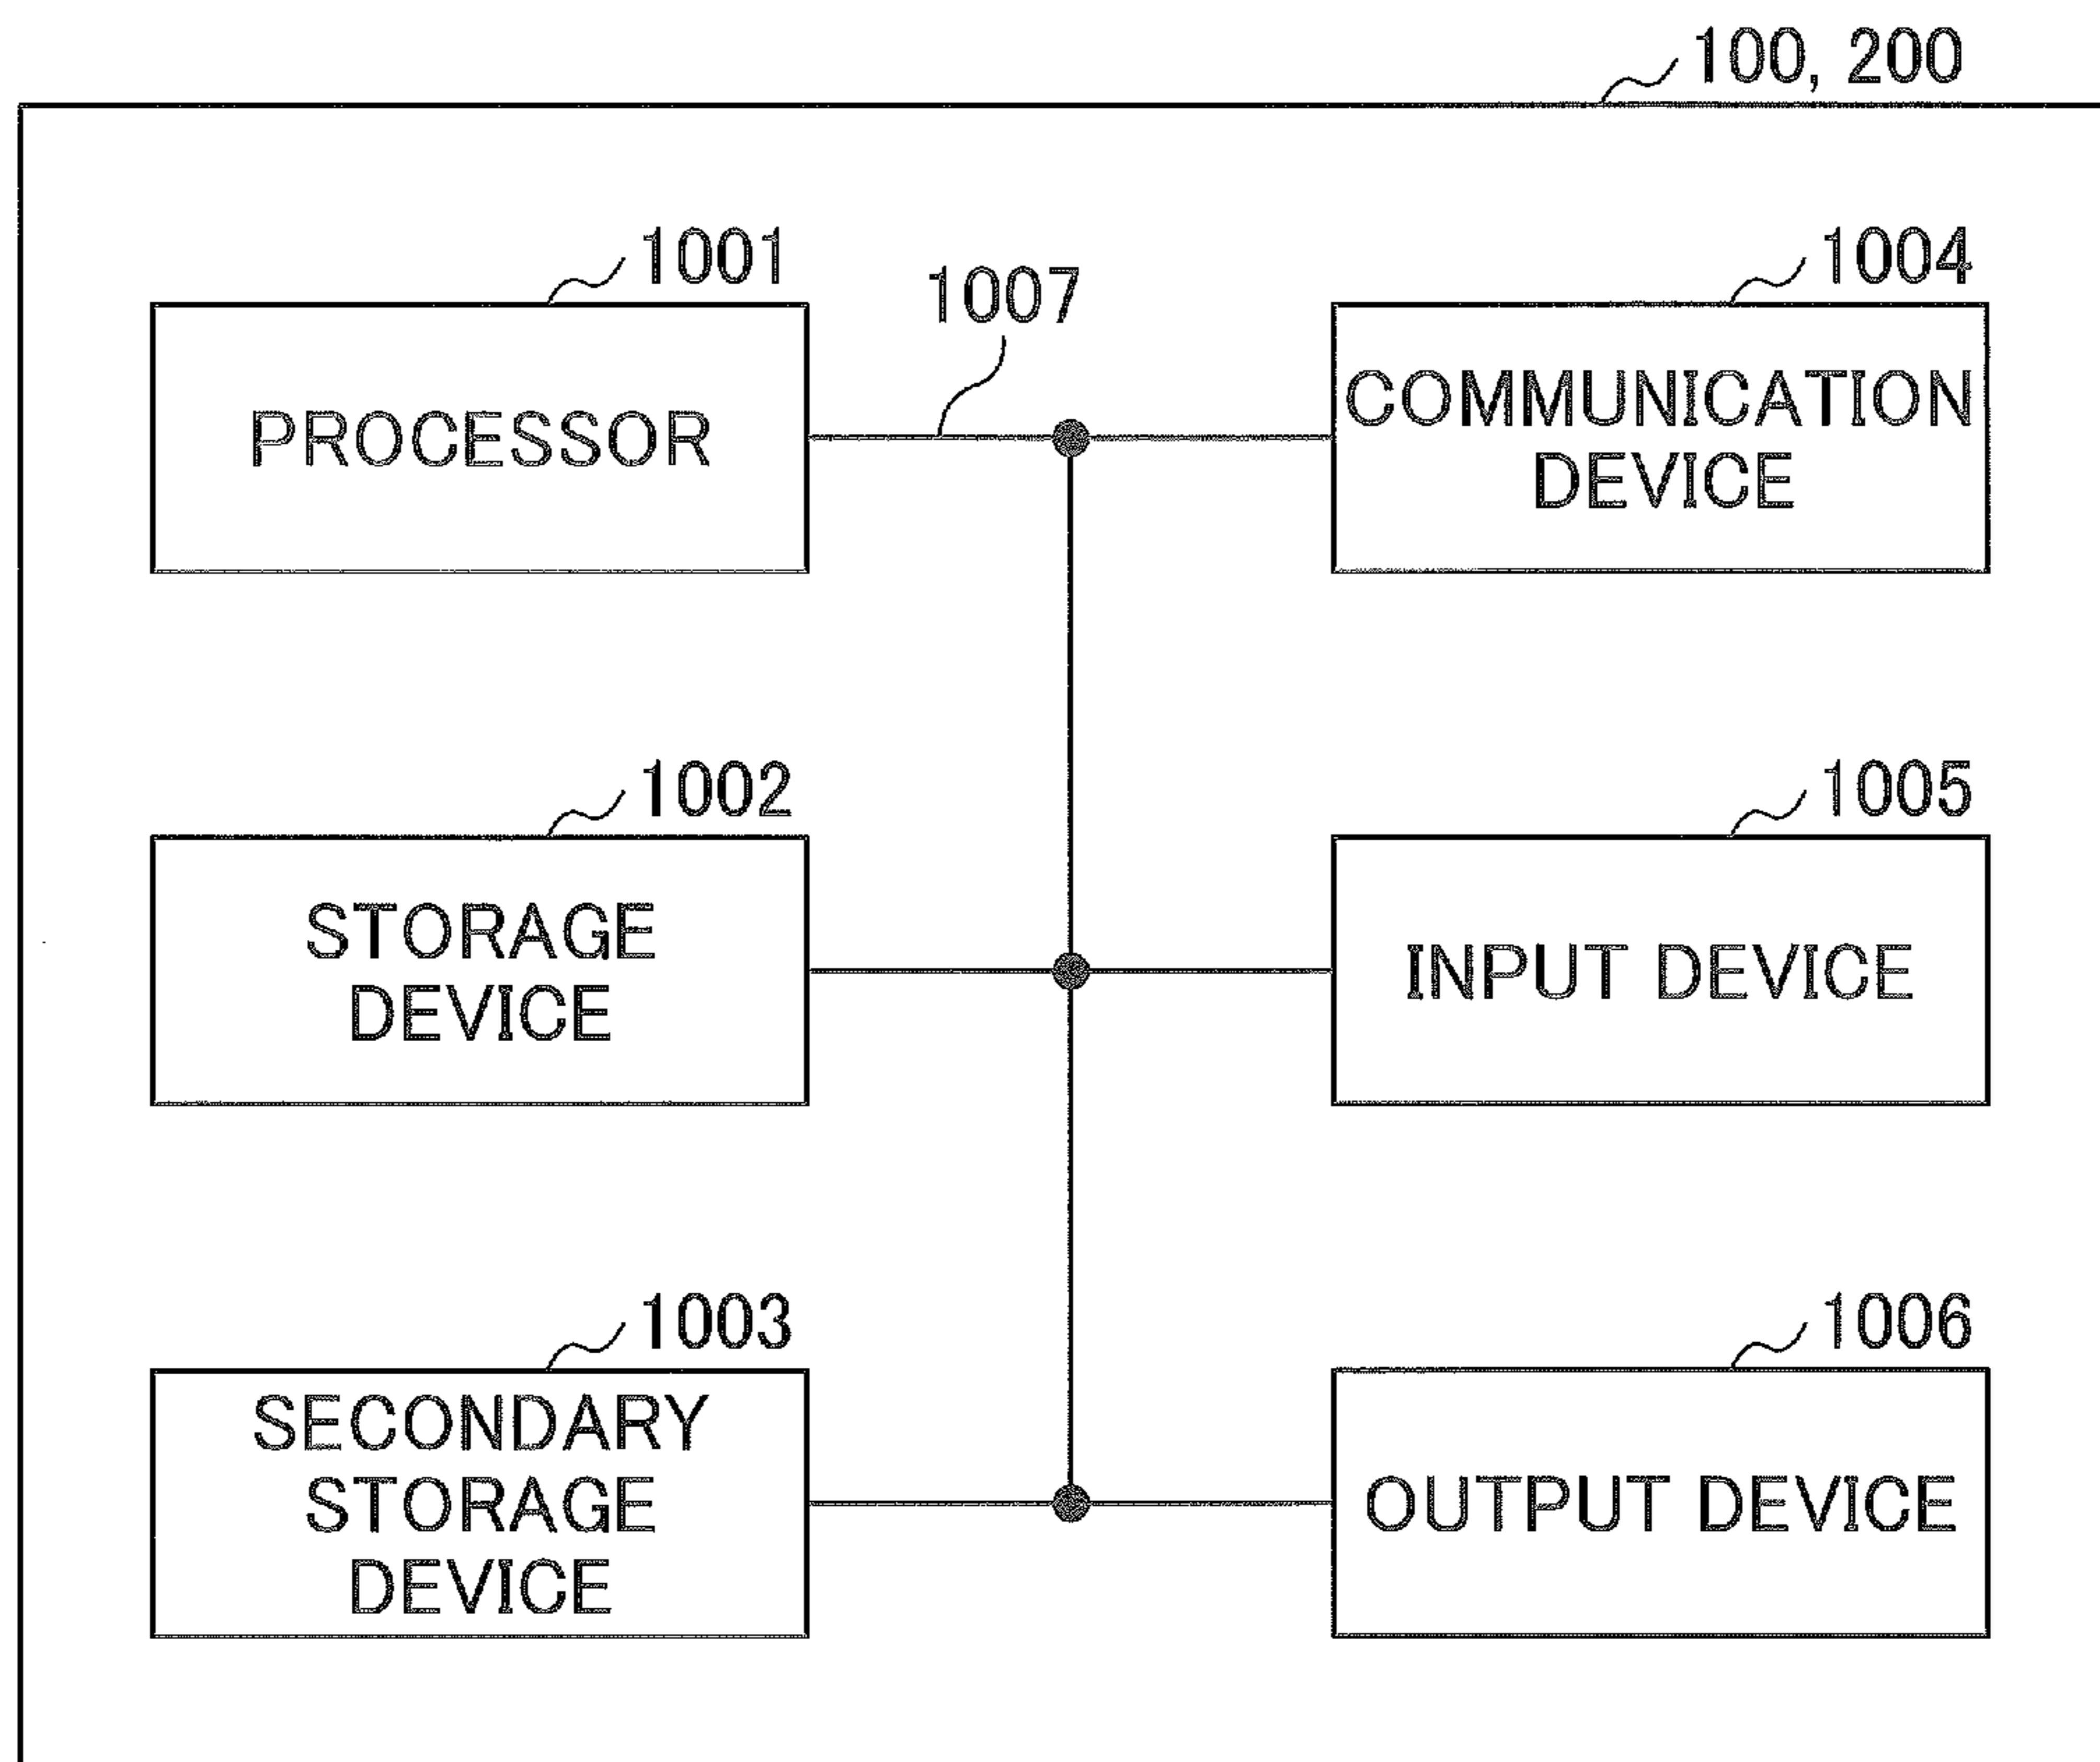 100, 200
1001
PROCESSOR
1007
1004
COMMUNICATION
DEVICE
1002
STORAGE
DEVICE
1005
INPUT DEVICE
1003
SECONDARY
STORAGE
DEVICE
1006
OUTPUT DEVICE